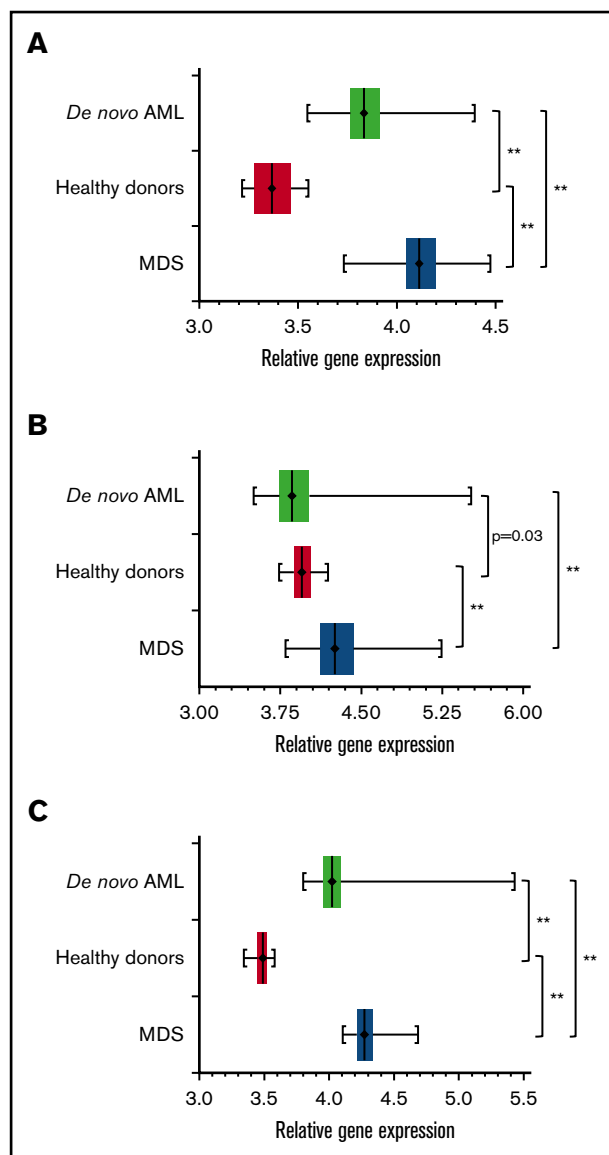 A
De novo AML
Healthy donors
MDS
**
**
**
3.0 3.5 4.0 4.5
Relative gene expression
B
De novo AML
Healthy donors
MDS
p=0.03
**
**
3.00 3.75 4.50 5.25 6.00
Relative gene expression
C
De novo AML
Healthy donors
MDS
**
**
**
3.0 3.5 4.0 4.5 5.0 5.5
Relative gene expression